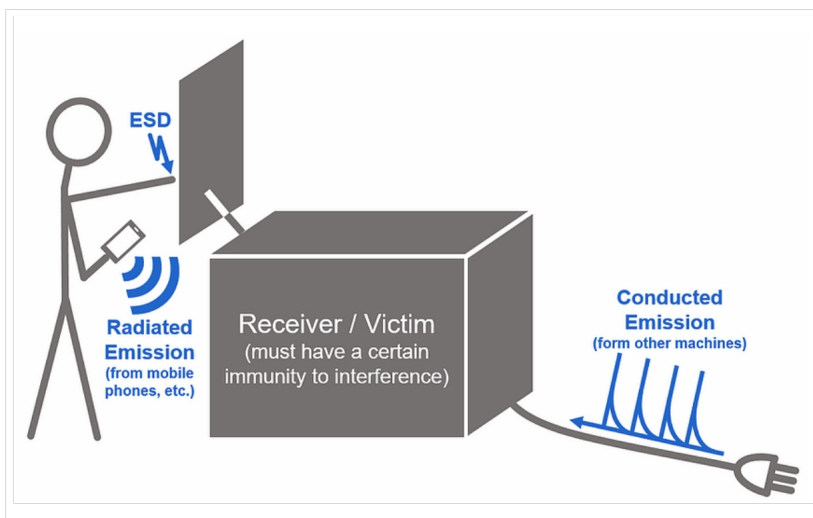 ESD
Radiated
Emission
(from mobile
phones, etc.)
Receiver / Victim
(must have a certain
immunity to interference)
Conducted
Emission
(form other machines)